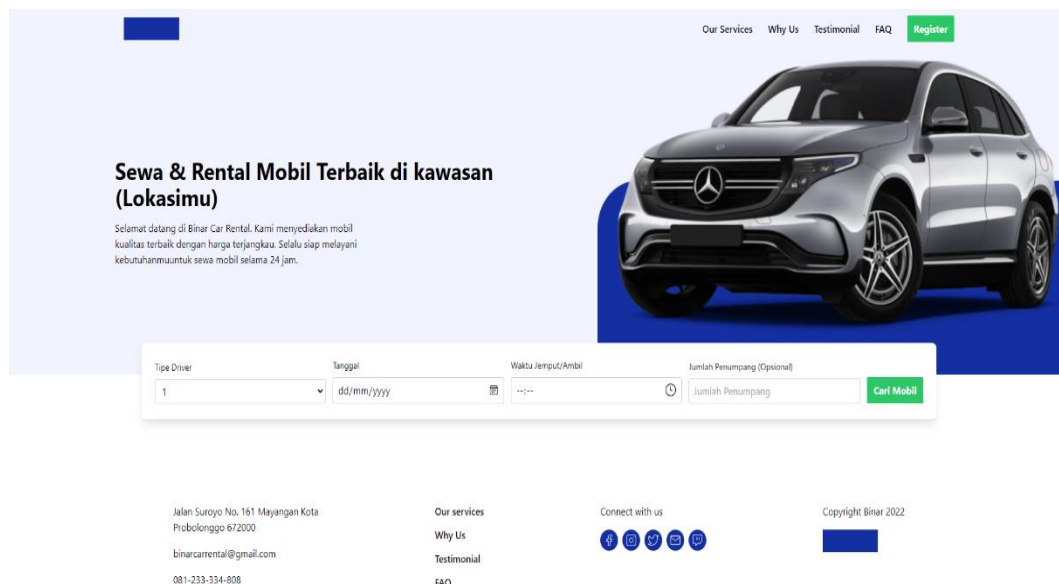 Our Services Why Us Testimonial FAQ Register
Sewa & Rental Mobil Terbaik di kawasan
(Lokasimu)
Selamat datang di Binar Car Rental. Kami menyediakan mobil
kualitas terbaik dengan harga terjangkau. Selalu siap melayani
kebutuhanmuuntuk sewa mobil selama 24 jam.
Tipe Driver Tanggal Waktu Jemput/Ambil Jumlah Penumpang (Opsional)
1 dd/mm/yyyy --:-- Jumlah Penumpang Cari Mobil
Jalan Suroyo No. 161 Mayangan Kota Our services Connect with us Copyright Binar 2022
Probolonggo 672000
Why Us
binarcarrental@gmail.com
Testimonial
081-233-334-808
FAQ